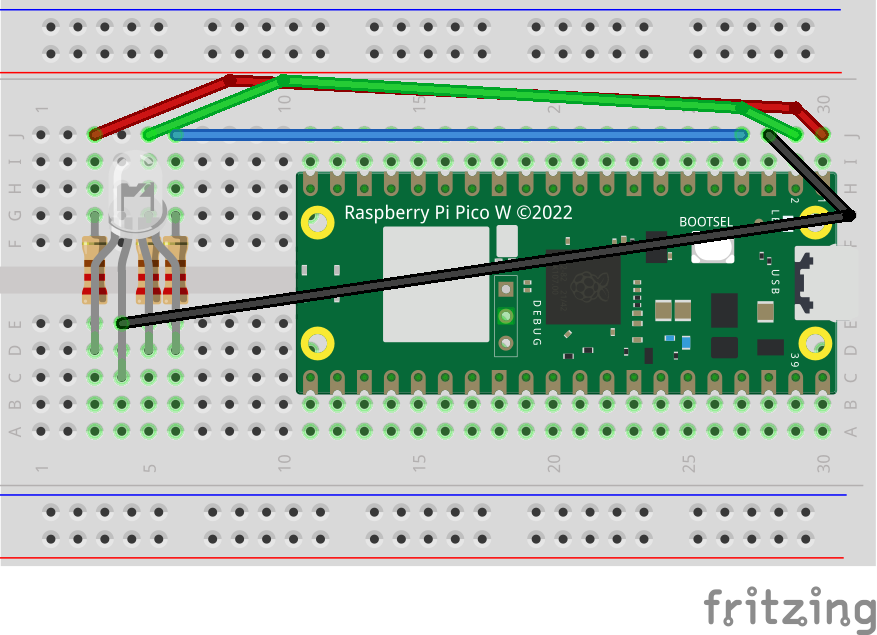 1
10
15
20
30
J
J
I
I
H
H
G
G
F
F
Raspberry Pi Pico W ©2022
BOOTSEL
LED
2
1
USB
DEBUG
39
E
E
D
D
C
C
B
B
A
A
1
5
10
15
20
25
30
fritzing